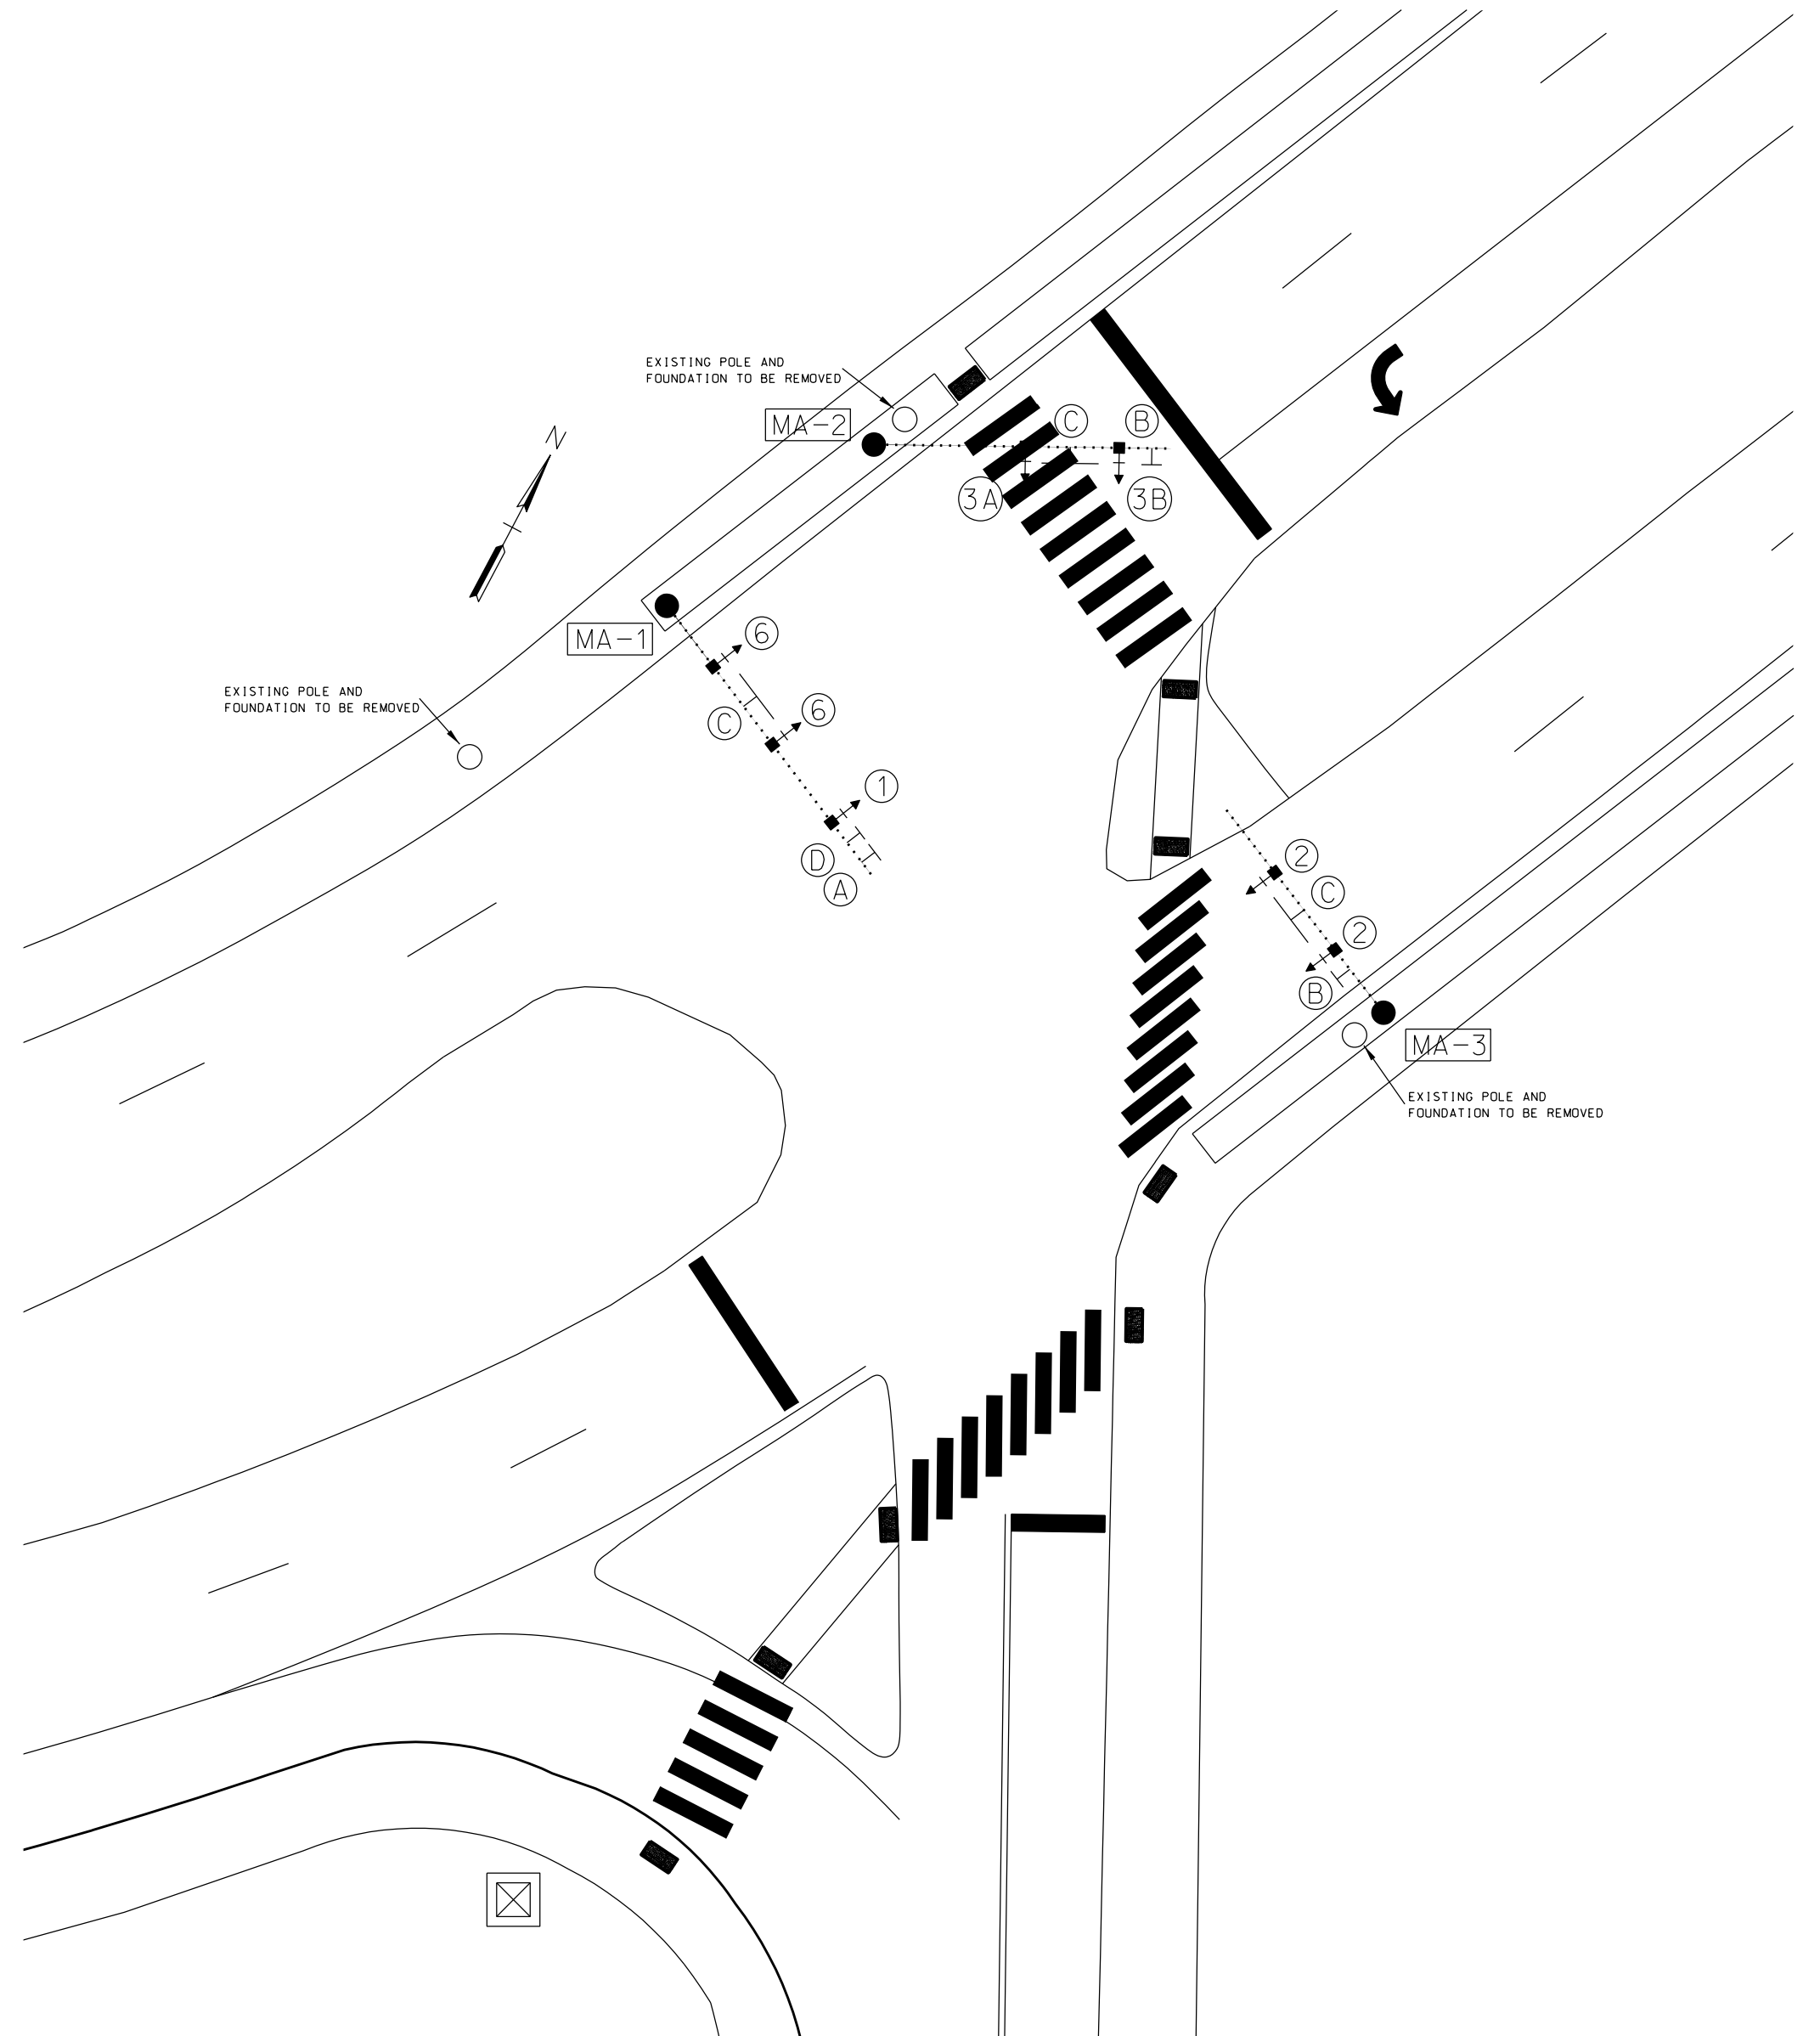 EXISTING POLE AND
FOUNDATION TO BE REMOVED
MA-2
C
B
3A
3B
N
MA-1
6
EXISTING POLE AND
FOUNDATION TO BE REMOVED
C
6
1
D
A
2
C
2
B
MA-3
EXISTING POLE AND
FOUNDATION TO BE REMOVED